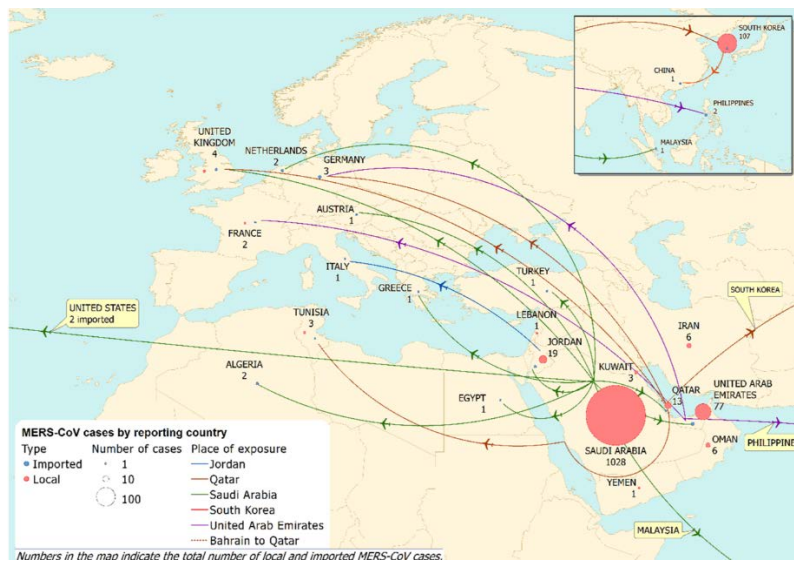 SOUTH KOREA
107
CHINA
1
PHILIPPINES
2
MALAYSIA
1
UNITED
KINGDOM
4
NETHERLANDS
2
GERMANY
3
AUSTRIA
1
FRANCE
2
ITALY
1
TURKEY
1
GREECE
1
SOUTH KOREA
UNITED STATES
2 imported
TUNISIA
3
LEBANON
1
IRAN
6
JORDAN
19
ALGERIA
2
KUWAIT
3
QATAR
13
UNITED ARAB
EMIRATES
77
EGYPT
1
SAUDI ARABIA
1028
OMAN
6
PHILIPPINES
YEMEN
1
MALAYSIA
MERS-CoV cases by reporting country
Type
Imported
Local
Number of cases
1
10
100
Place of exposure
Jordan
Qatar
Saudi Arabia
South Korea
United Arab Emirates
Bahrain to Qatar
Numbers in the map indicate the total number of local and imported MERS-CoV cases.